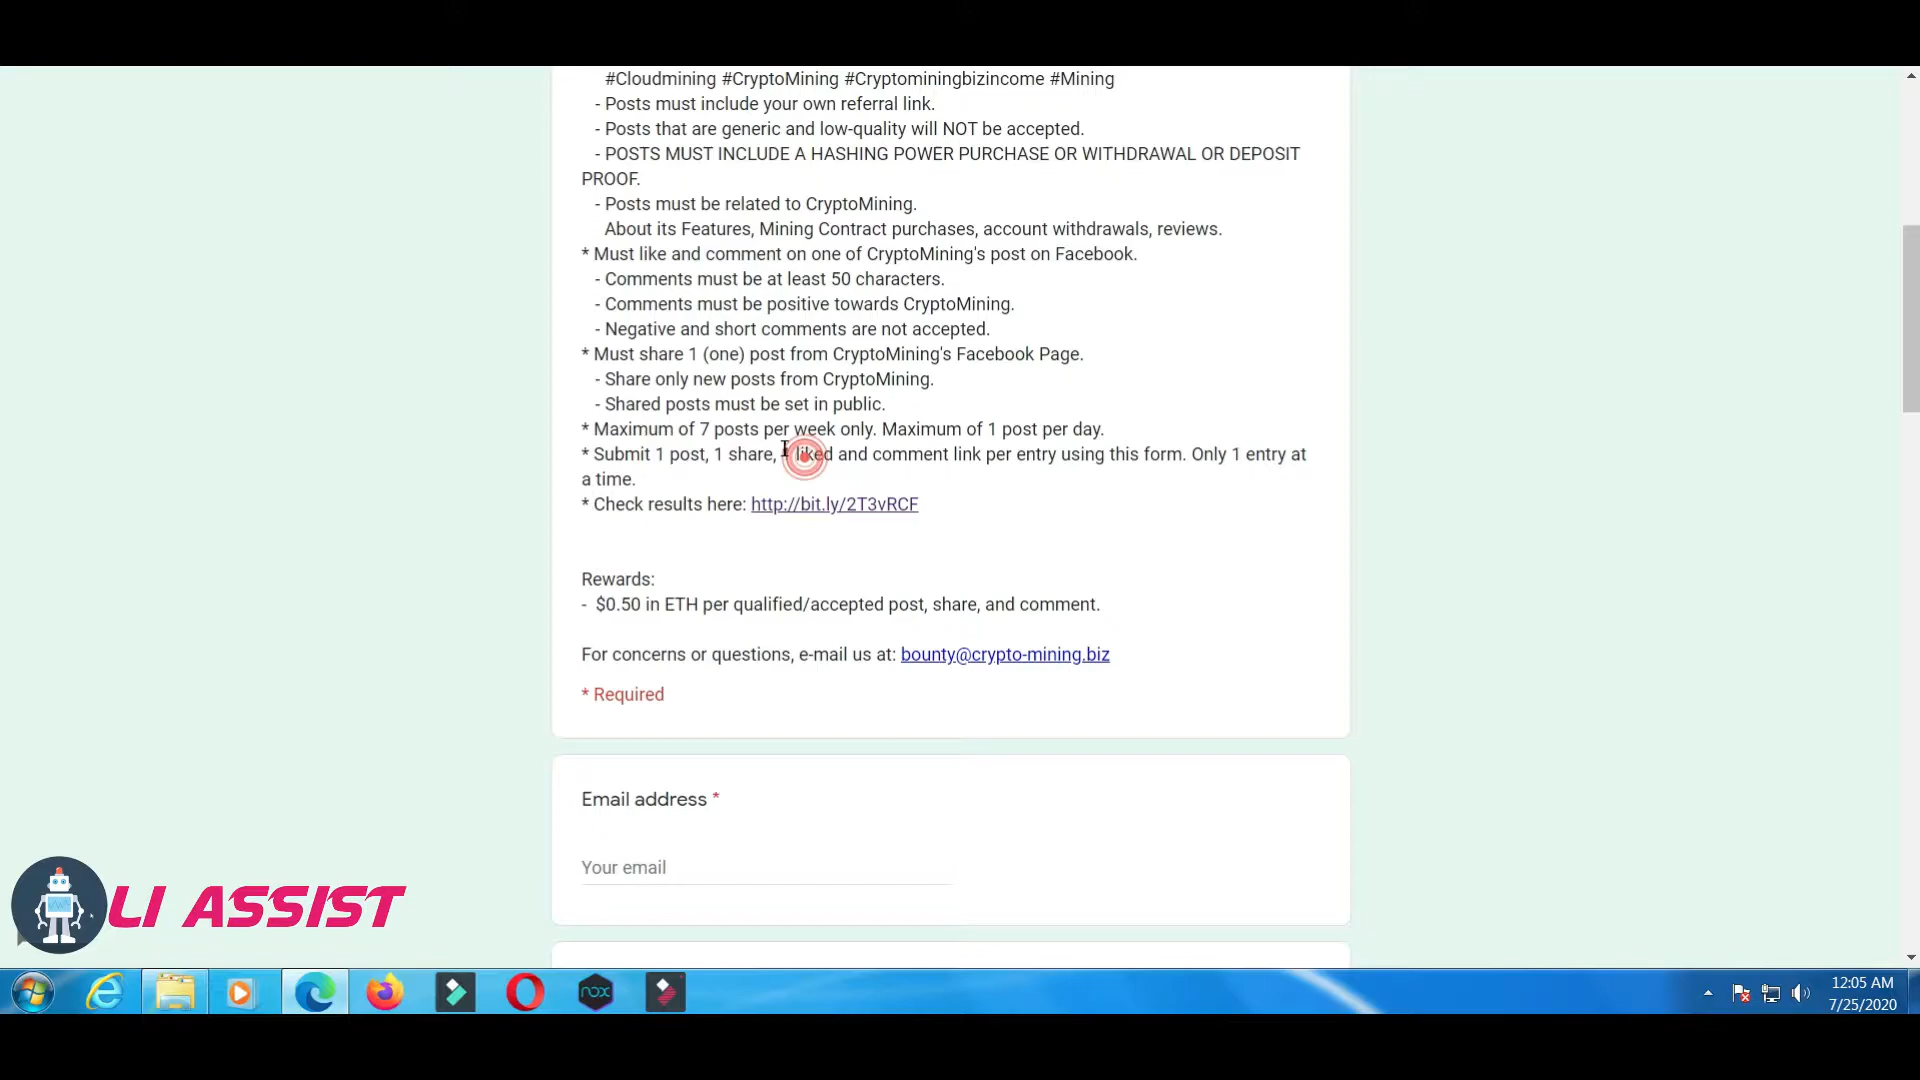 #Cloudmining #CryptoMining #Cryptominingbizincome #Mining
- Posts must include your own referral link.
- Posts that are generic and low-quality will NOT be accepted.
- POSTS MUST INCLUDE A HASHING POWER PURCHASE OR WITHDRAWAL OR DEPOSIT
PROOF.
- Posts must be related to CryptoMining.
About its Features, Mining Contract purchases, account withdrawals, reviews.
* Must like and comment on one of CryptoMining's post on Facebook.
- Comments must be at least 50 characters.
- Comments must be positive towards CryptoMining.
- Negative and short comments are not accepted.
* Must share 1 (one) post from CryptoMining's Facebook Page.
- Share only new posts from CryptoMining.
- Shared posts must be set in public.
* Maximum of 7 posts per week only. Maximum of 1 post per day.
* Submit 1 post, 1 share, liked and comment link per entry using this form. Only 1 entry at
a time.
* Check results here: http://bit.ly/2T3vRCF
Rewards:
- $0.50 in ETH per qualified/accepted post, share, and comment.
For concerns or questions, e-mail us at: bounty@crypto-mining.biz
* Required
Email address *
Your email
LI ASSIST
nox
12:05 AM
7/25/2020